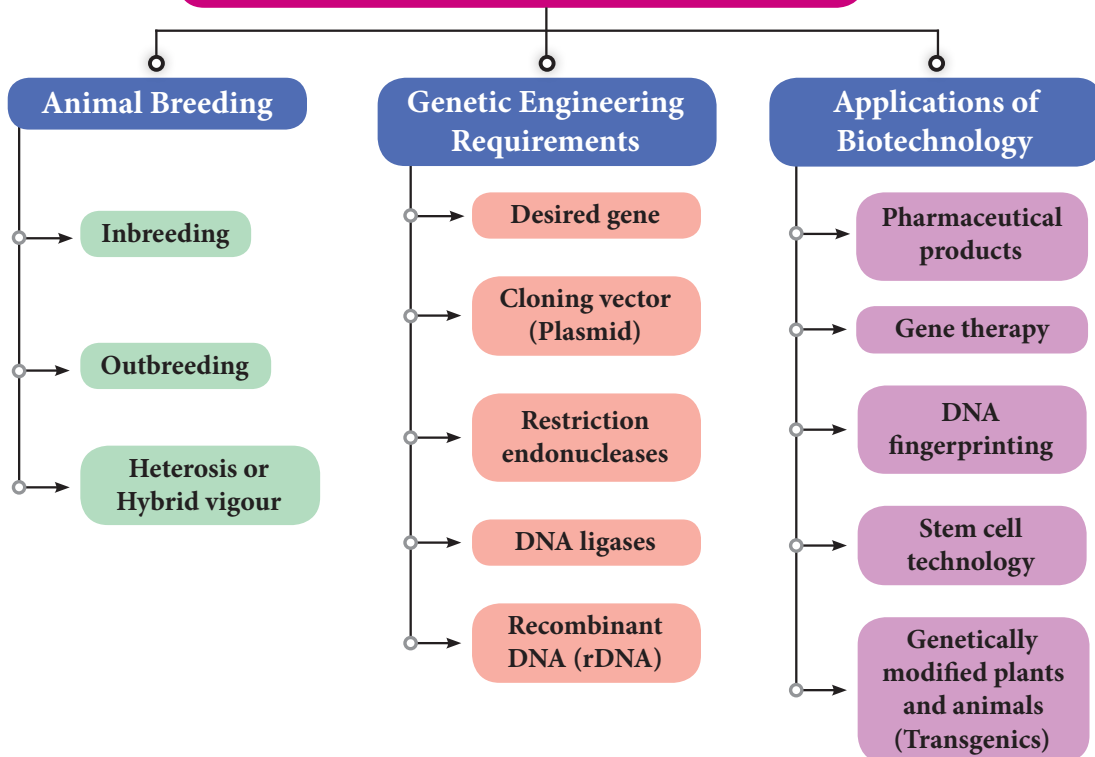 Animal Breeding
Inbreeding
Outbreeding
Heterosis or
Hybrid vigour
Genetic Engineering
Requirements
Desired gene
Cloning vector
(Plasmid)
Restriction
endonucleases
DNA ligases
Recombinant
DNA (rDNA)
Applications of
Biotechnology
Pharmaceutical
products
Gene therapy
DNA
fingerprinting
Stem cell
technology
Genetically
modified plants
and animals
(Transgenics)